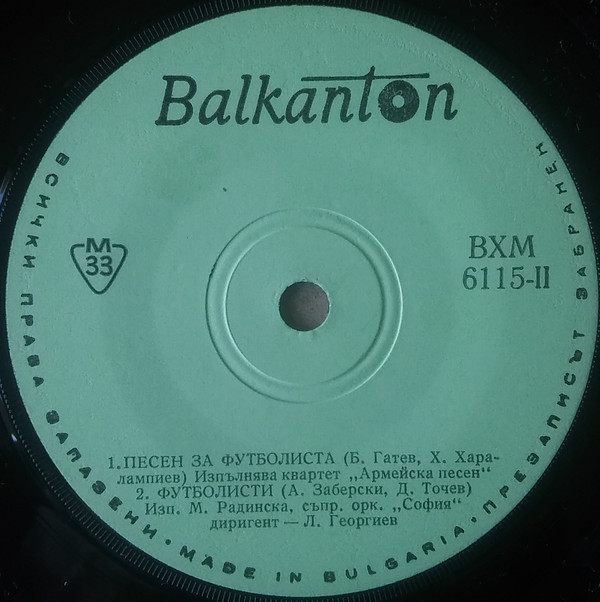 Balkanton
M
33
ВХМ
6115-II
1. ПЕСЕН ЗА ФУТБОЛИСТА (Б. Гатев, Х. Хара-
лампиев) Изпълнява квартет „Армейска песен“
2. ФУТБОЛИСТИ (А. Заберски, Д. Точев)
Изп. М. Радинска, съпр. орк. „София“
диригент — Л. Георгиев
ВСИЧКИ ПРАВА ЗАПАЗЕНИ • MADE IN BULGARIA • ПРЕЗАПИСЪТ ЗАБРАНЕН